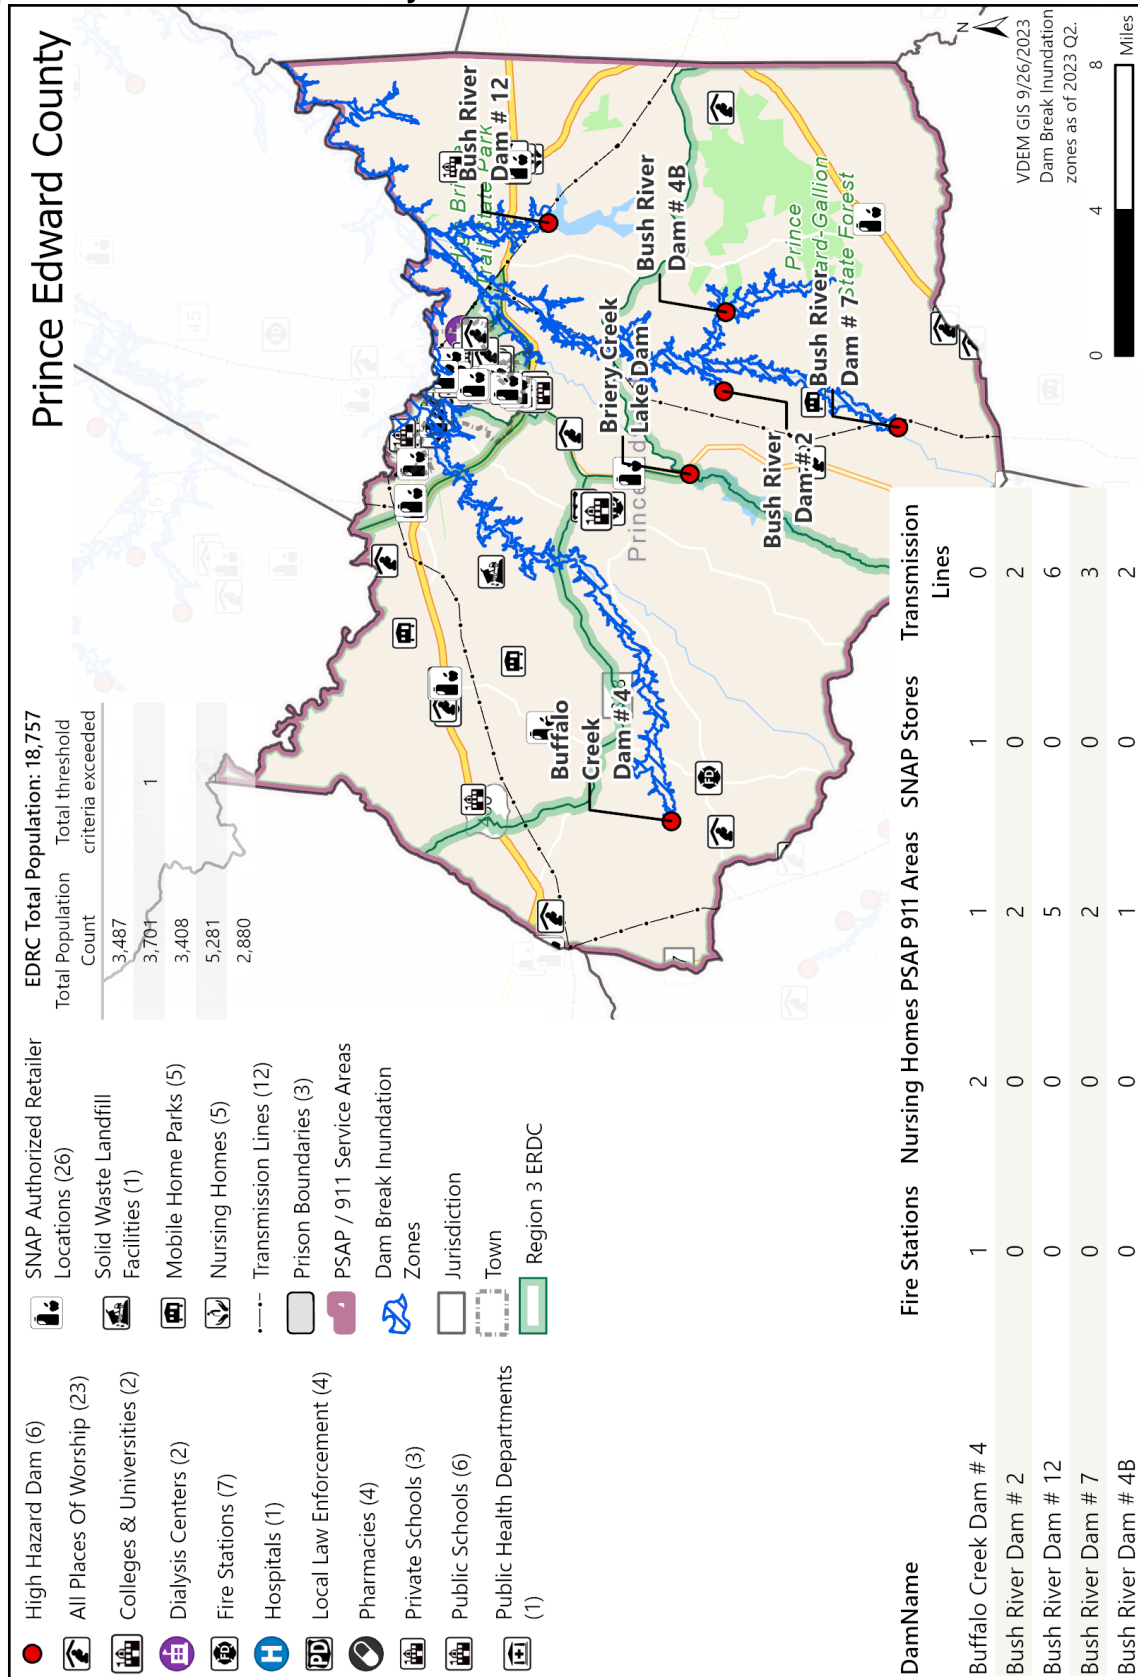 Prince Edward County
High Hazard Dam (6)
All Places Of Worship (23)
Colleges & Universities (2)
Dialysis Centers (2)
Fire Stations (7)
Hospitals (1)
Local Law Enforcement (4)
Pharmacies (4)
Private Schools (3)
Public Schools (6)
Public Health Departments
(1)
SNAP Authorized Retailer
Locations (26)
Solid Waste Landfill
Facilities (1)
Mobile Home Parks (5)
Nursing Homes (5)
Transmission Lines (12)
Prison Boundaries (3)
PSAP / 911 Service Areas
Dam Break Inundation
Zones
Jurisdiction
Town
Region 3 ERDC
EDRC Total Population: 18,757
Total Population Total threshold
Count criteria exceeded
3,487
3,701 1
3,408
5,281
2,880
Bush River
Dam # 12
Bush River
Dam # 4B
Prince
State Forest
Bush River
Dam # 7
Briery Creek
Lake Dam
Bush River
Dam # 2
Buffalo
Creek
Dam # 4
N
VDEM GIS 9/26/2023
Dam Break Inundation
zones as of 2023 Q2.
0 4 8
Miles
DamName Fire Stations Nursing Homes PSAP 911 Areas SNAP Stores Transmission
Lines
Buffalo Creek Dam # 4 1 2 1 1 0
Bush River Dam # 2 0 0 2 0 2
Bush River Dam # 12 0 0 5 0 6
Bush River Dam # 7 0 0 2 0 3
Bush River Dam # 4B 0 0 1 0 2